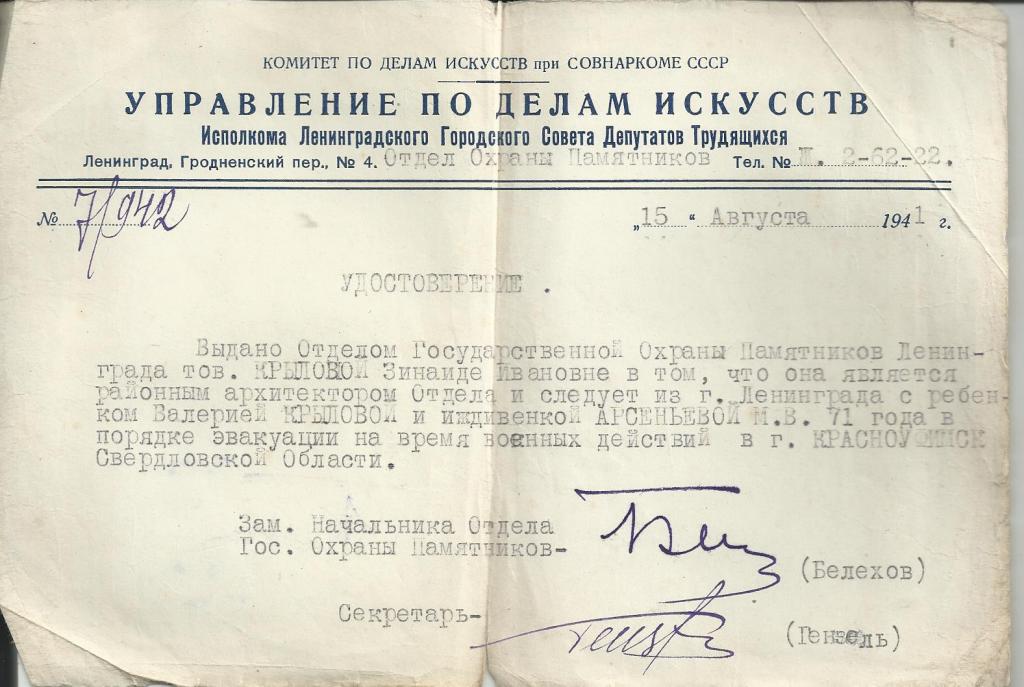 КОМИТЕТ ПО ДЕЛАМ ИСКУССТВ при СОВНАРКОМЕ СССР
УПРАВЛЕНИЕ ПО ДЕЛАМ ИСКУССТВ
Исполкома Ленинградского Городского Совета Депутатов Трудящихся
Ленинград, Гродненский пер., № 4. Отдел Охраны Памятников Тел. № Ж. 2-62-22.
№ 7/942 „15“ Августа 1941 г.
УДОСТОВЕРЕНИЕ .
Выдано Отделом Государственной Охраны Памятников Ленин-
града тов. КРЫЛОВОЙ Зинаиде Ивановне в том, что она является
районным архитектором Отдела и следует из г. Ленинграда с ребен-
ком Валерией КРЫЛОВОЙ и иждивенкой АРСЕНЬЕВОЙ М.В. 71 года в
порядке эвакуации на время военных действий в г. КРАСНОУФИМСК
Свердловской Области.
Зам. Начальника Отдела
Гос. Охраны Памятников-
(Белехов)
Секретарь-
(Гензель)